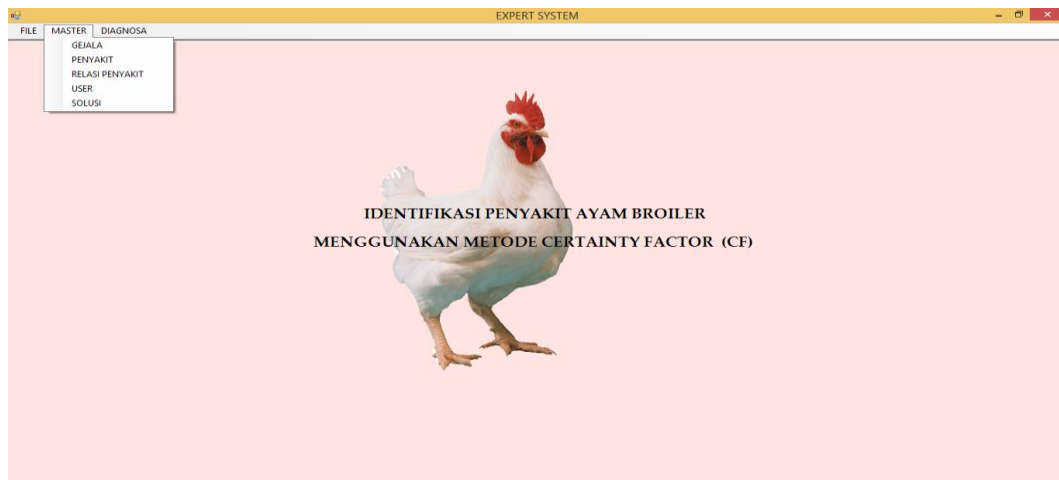 EXPERT SYSTEM
FILE MASTER DIAGNOSA
GEJALA
PENYAKIT
RELASI PENYAKIT
USER
SOLUSI
IDENTIFIKASI PENYAKIT AYAM BROILER
MENGGUNAKAN METODE CERTAINTY FACTOR (CF)